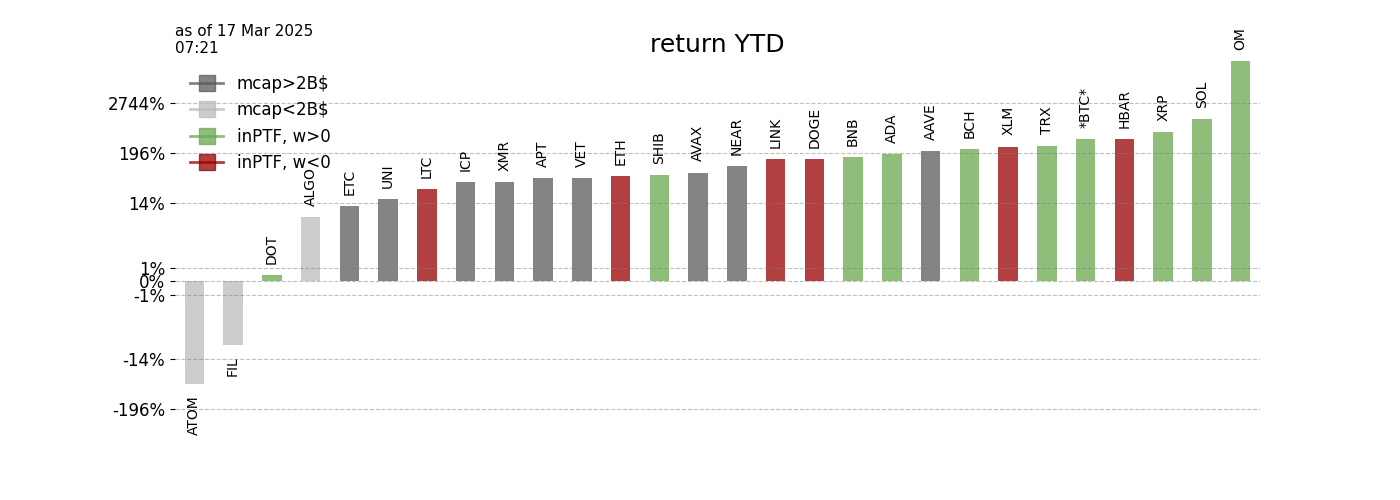 as of 17 Mar 2025
07:21
return YTD
mcap>2B$
mcap<2B$
inPTF, w>0
inPTF, w<0
2744%
196%
14%
1%
0%
-1%
-14%
-196%
ATOM
FIL
DOT
ALGO
ETC
UNI
LTC
ICP
XMR
APT
VET
ETH
SHIB
AVAX
NEAR
LINK
DOGE
BNB
ADA
AAVE
BCH
XLM
TRX
*BTC*
HBAR
XRP
SOL
OM